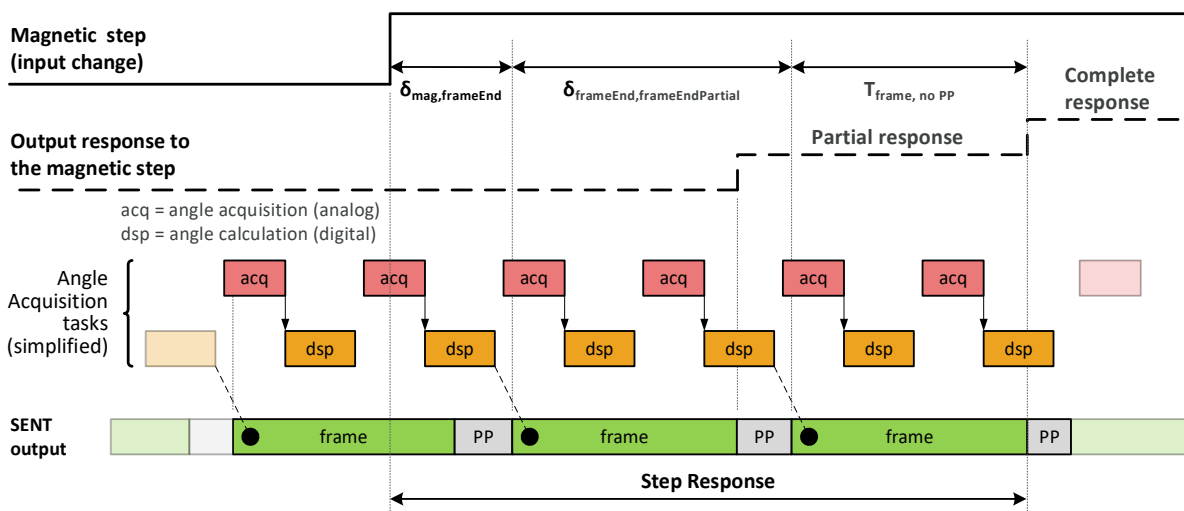 Magnetic step
(input change)
δmag,frameEnd
δframeEnd,frameEndPartial
Tframe, no PP
Complete
response
Output response to
the magnetic step
Partial response
acq = angle acquisition (analog)
dsp = angle calculation (digital)
Angle
Acquisition
tasks
(simplified)
acq
acq
acq
acq
acq
acq
dsp
dsp
dsp
dsp
dsp
dsp
SENT
output
frame
PP
frame
PP
frame
PP
Step Response